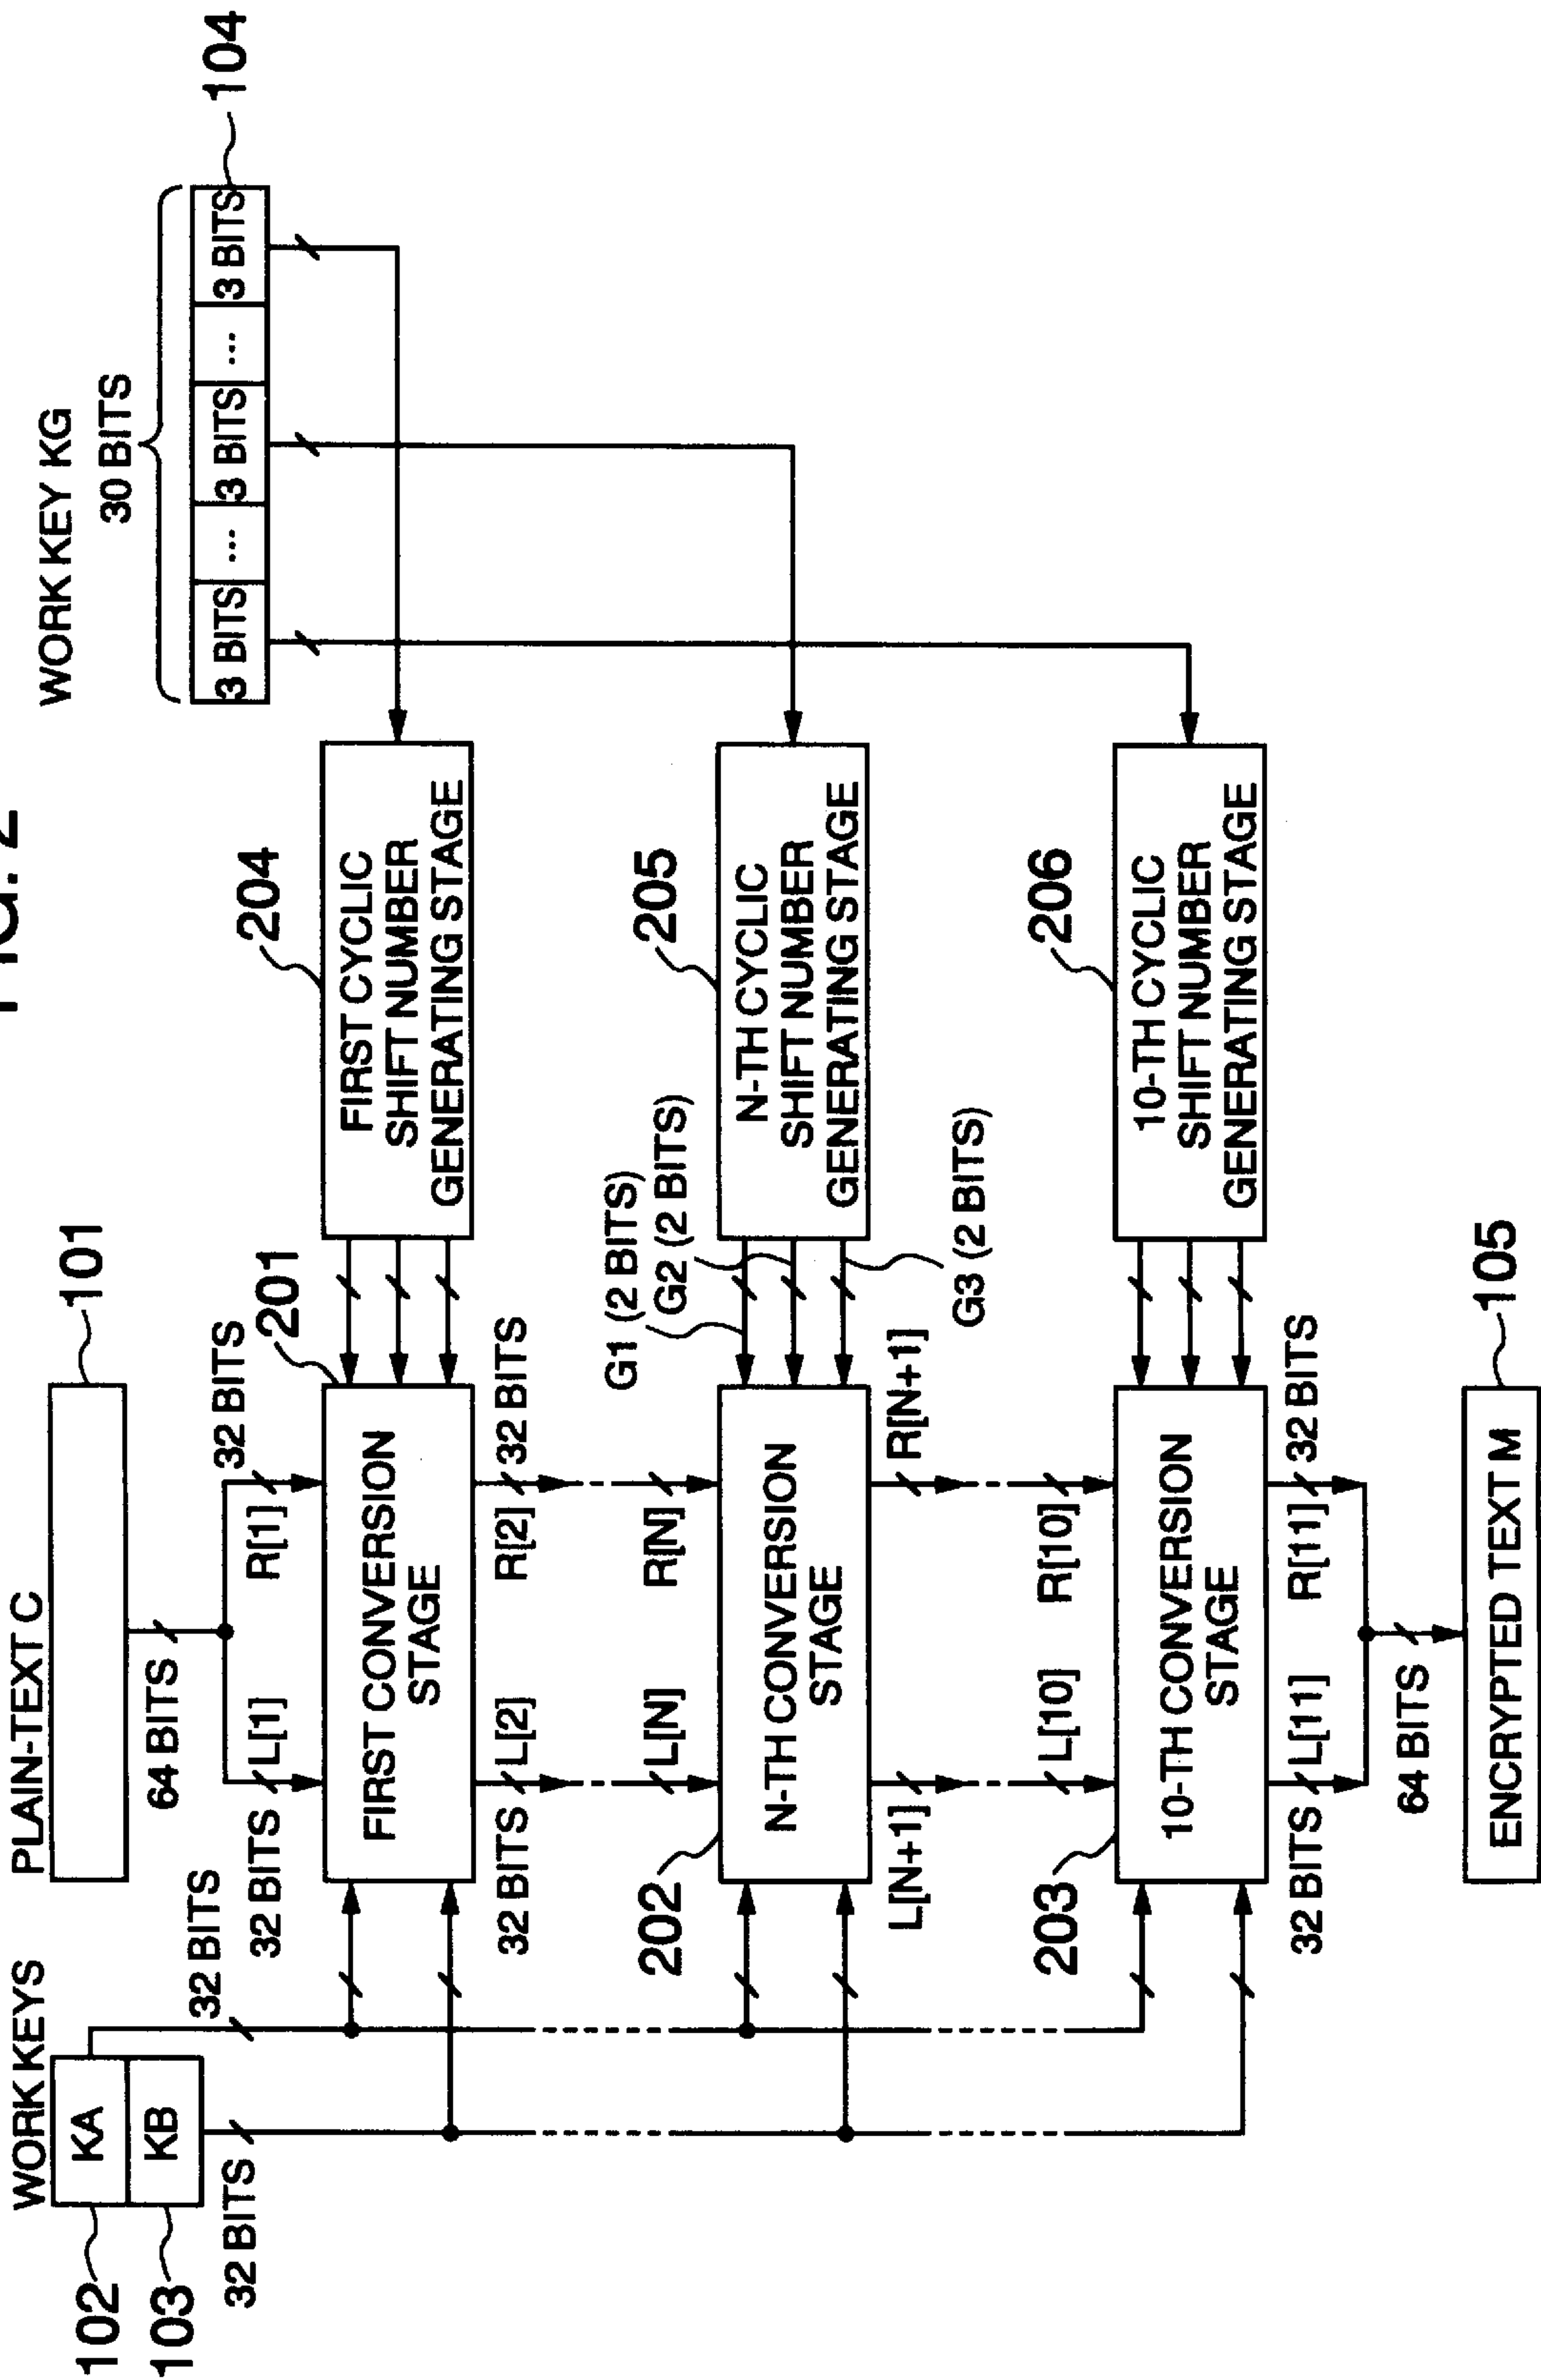 FIG. 2
WORK KEYS
KA
KB
102
103
32 BITS
32 BITS
PLAIN-TEXT C
101
64 BITS
32 BITS
L[1]
R[1]
32 BITS
201
FIRST CONVERSION
STAGE
204
FIRST CYCLIC
SHIFT NUMBER
GENERATING STAGE
WORK KEY KG
30 BITS
3 BITS
...
3 BITS
...
3 BITS
104
32 BITS
L[2]
R[2]
32 BITS
L[N]
R[N]
202
N-TH CONVERSION
STAGE
G1 (2 BITS)
G2 (2 BITS)
G3 (2 BITS)
205
N-TH CYCLIC
SHIFT NUMBER
GENERATING STAGE
L[N+1]
R[N+1]
L[10]
R[10]
203
10-TH CONVERSION
STAGE
206
10-TH CYCLIC
SHIFT NUMBER
GENERATING STAGE
32 BITS
L[11]
R[11]
32 BITS
64 BITS
105
ENCRYPTED TEXT M